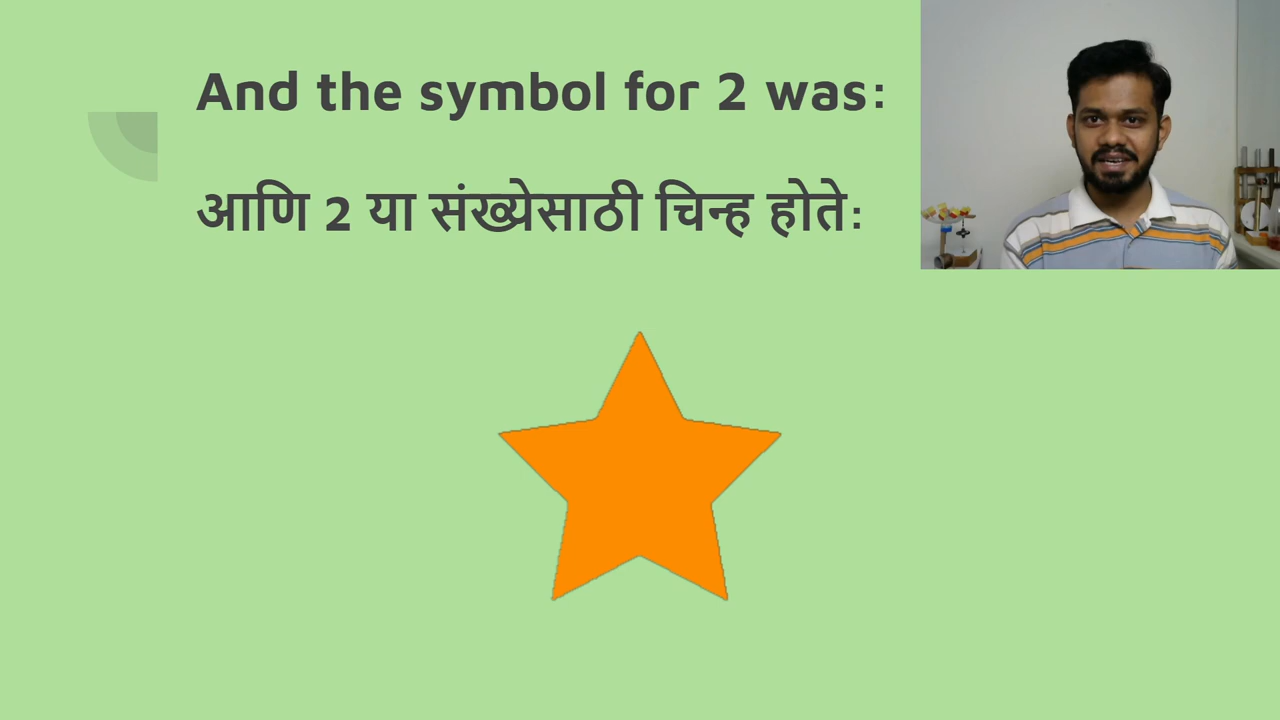 And the symbol for 2 was:
आणि 2 या संख्येसाठी चिन्ह होते: